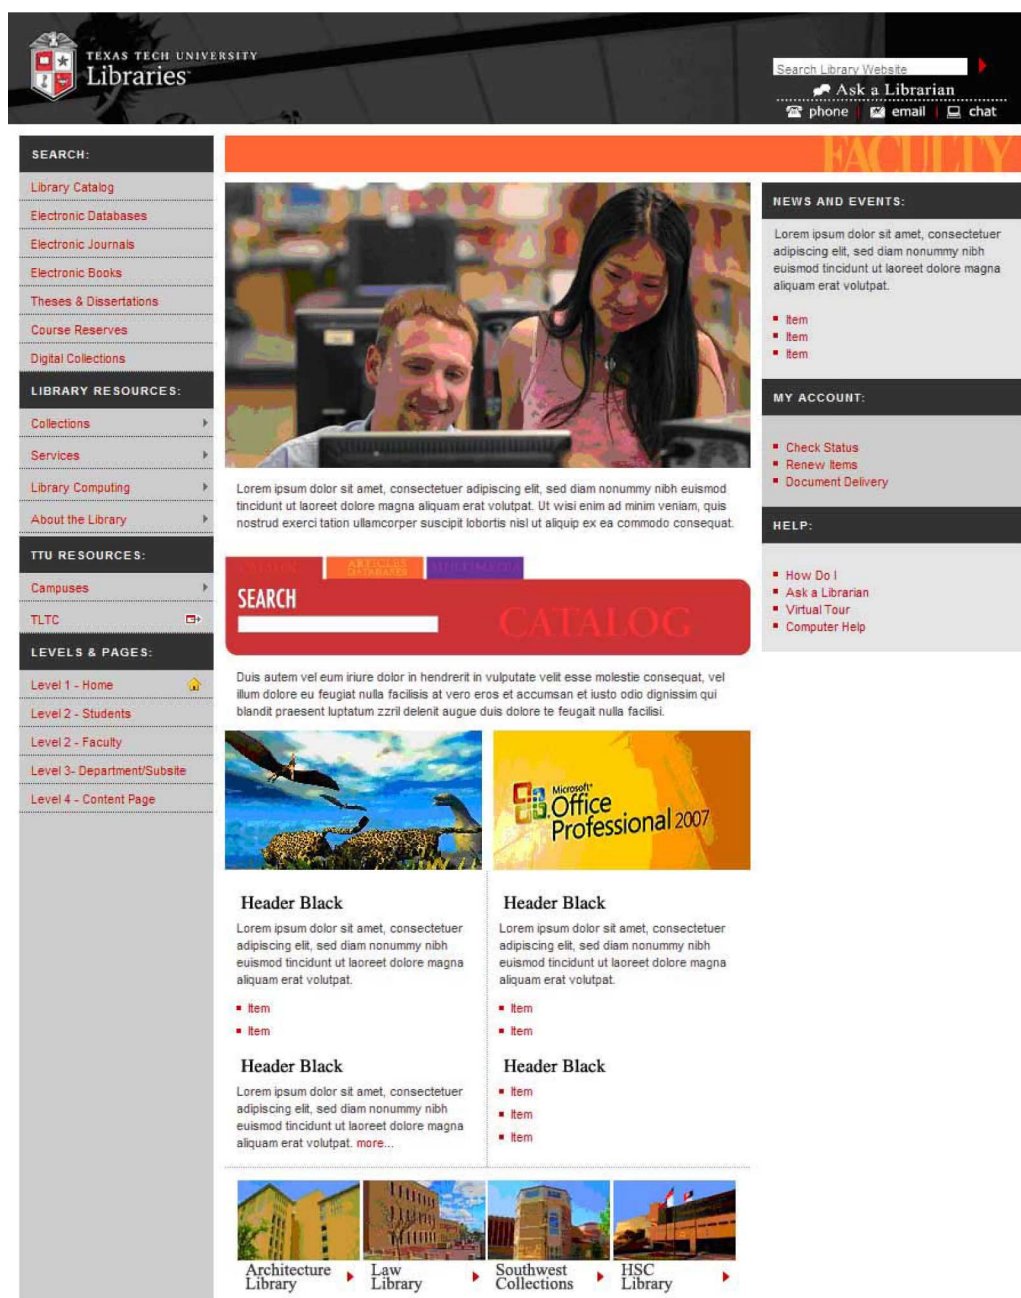 TEXAS TECH UNIVERSITY
Libraries
Search Library Website
Ask a Librarian
phone email chat
FACULTY
SEARCH:
Library Catalog
Electronic Databases
Electronic Journals
Electronic Books
Theses & Dissertations
Course Reserves
Digital Collections
LIBRARY RESOURCES:
Collections
Services
Library Computing
About the Library
TTU RESOURCES:
Campuses
TLTC
LEVELS & PAGES:
Level 1 - Home
Level 2 - Students
Level 2 - Faculty
Level 3- Department/Subsite
Level 4 - Content Page
Lorem ipsum dolor sit amet, consectetuer adipiscing elit, sed diam nonummy nibh euismod
tincidunt ut laoreet dolore magna aliquam erat volutpat. Ut wisi enim ad minim veniam, quis
nostrud exerci tation ullamcorper suscipit lobortis nisl ut aliquip ex ea commodo consequat.
CATALOG
ARTICLES
DATABASES
MULTIMEDIA
SEARCH
CATALOG
Duis autem vel eum iriure dolor in hendrerit in vulputate velit esse molestie consequat, vel
illum dolore eu feugiat nulla facilisis at vero eros et accumsan et iusto odio dignissim qui
blandit praesent luptatum zzril delenit augue duis dolore te feugait nulla facilisi.
Microsoft
Office
Professional 2007
Header Black
Lorem ipsum dolor sit amet, consectetuer
adipiscing elit, sed diam nonummy nibh
euismod tincidunt ut laoreet dolore magna
aliquam erat volutpat.
Item
Item
Header Black
Lorem ipsum dolor sit amet, consectetuer
adipiscing elit, sed diam nonummy nibh
euismod tincidunt ut laoreet dolore magna
aliquam erat volutpat. more...
Header Black
Lorem ipsum dolor sit amet, consectetuer
adipiscing elit, sed diam nonummy nibh
euismod tincidunt ut laoreet dolore magna
aliquam erat volutpat.
Item
Item
Header Black
Item
Item
Item
Architecture
Library
Law
Library
Southwest
Collections
HSC
Library
NEWS AND EVENTS:
Lorem ipsum dolor sit amet, consectetuer
adipiscing elit, sed diam nonummy nibh
euismod tincidunt ut laoreet dolore magna
aliquam erat volutpat.
Item
Item
Item
MY ACCOUNT:
Check Status
Renew Items
Document Delivery
HELP:
How Do I
Ask a Librarian
Virtual Tour
Computer Help